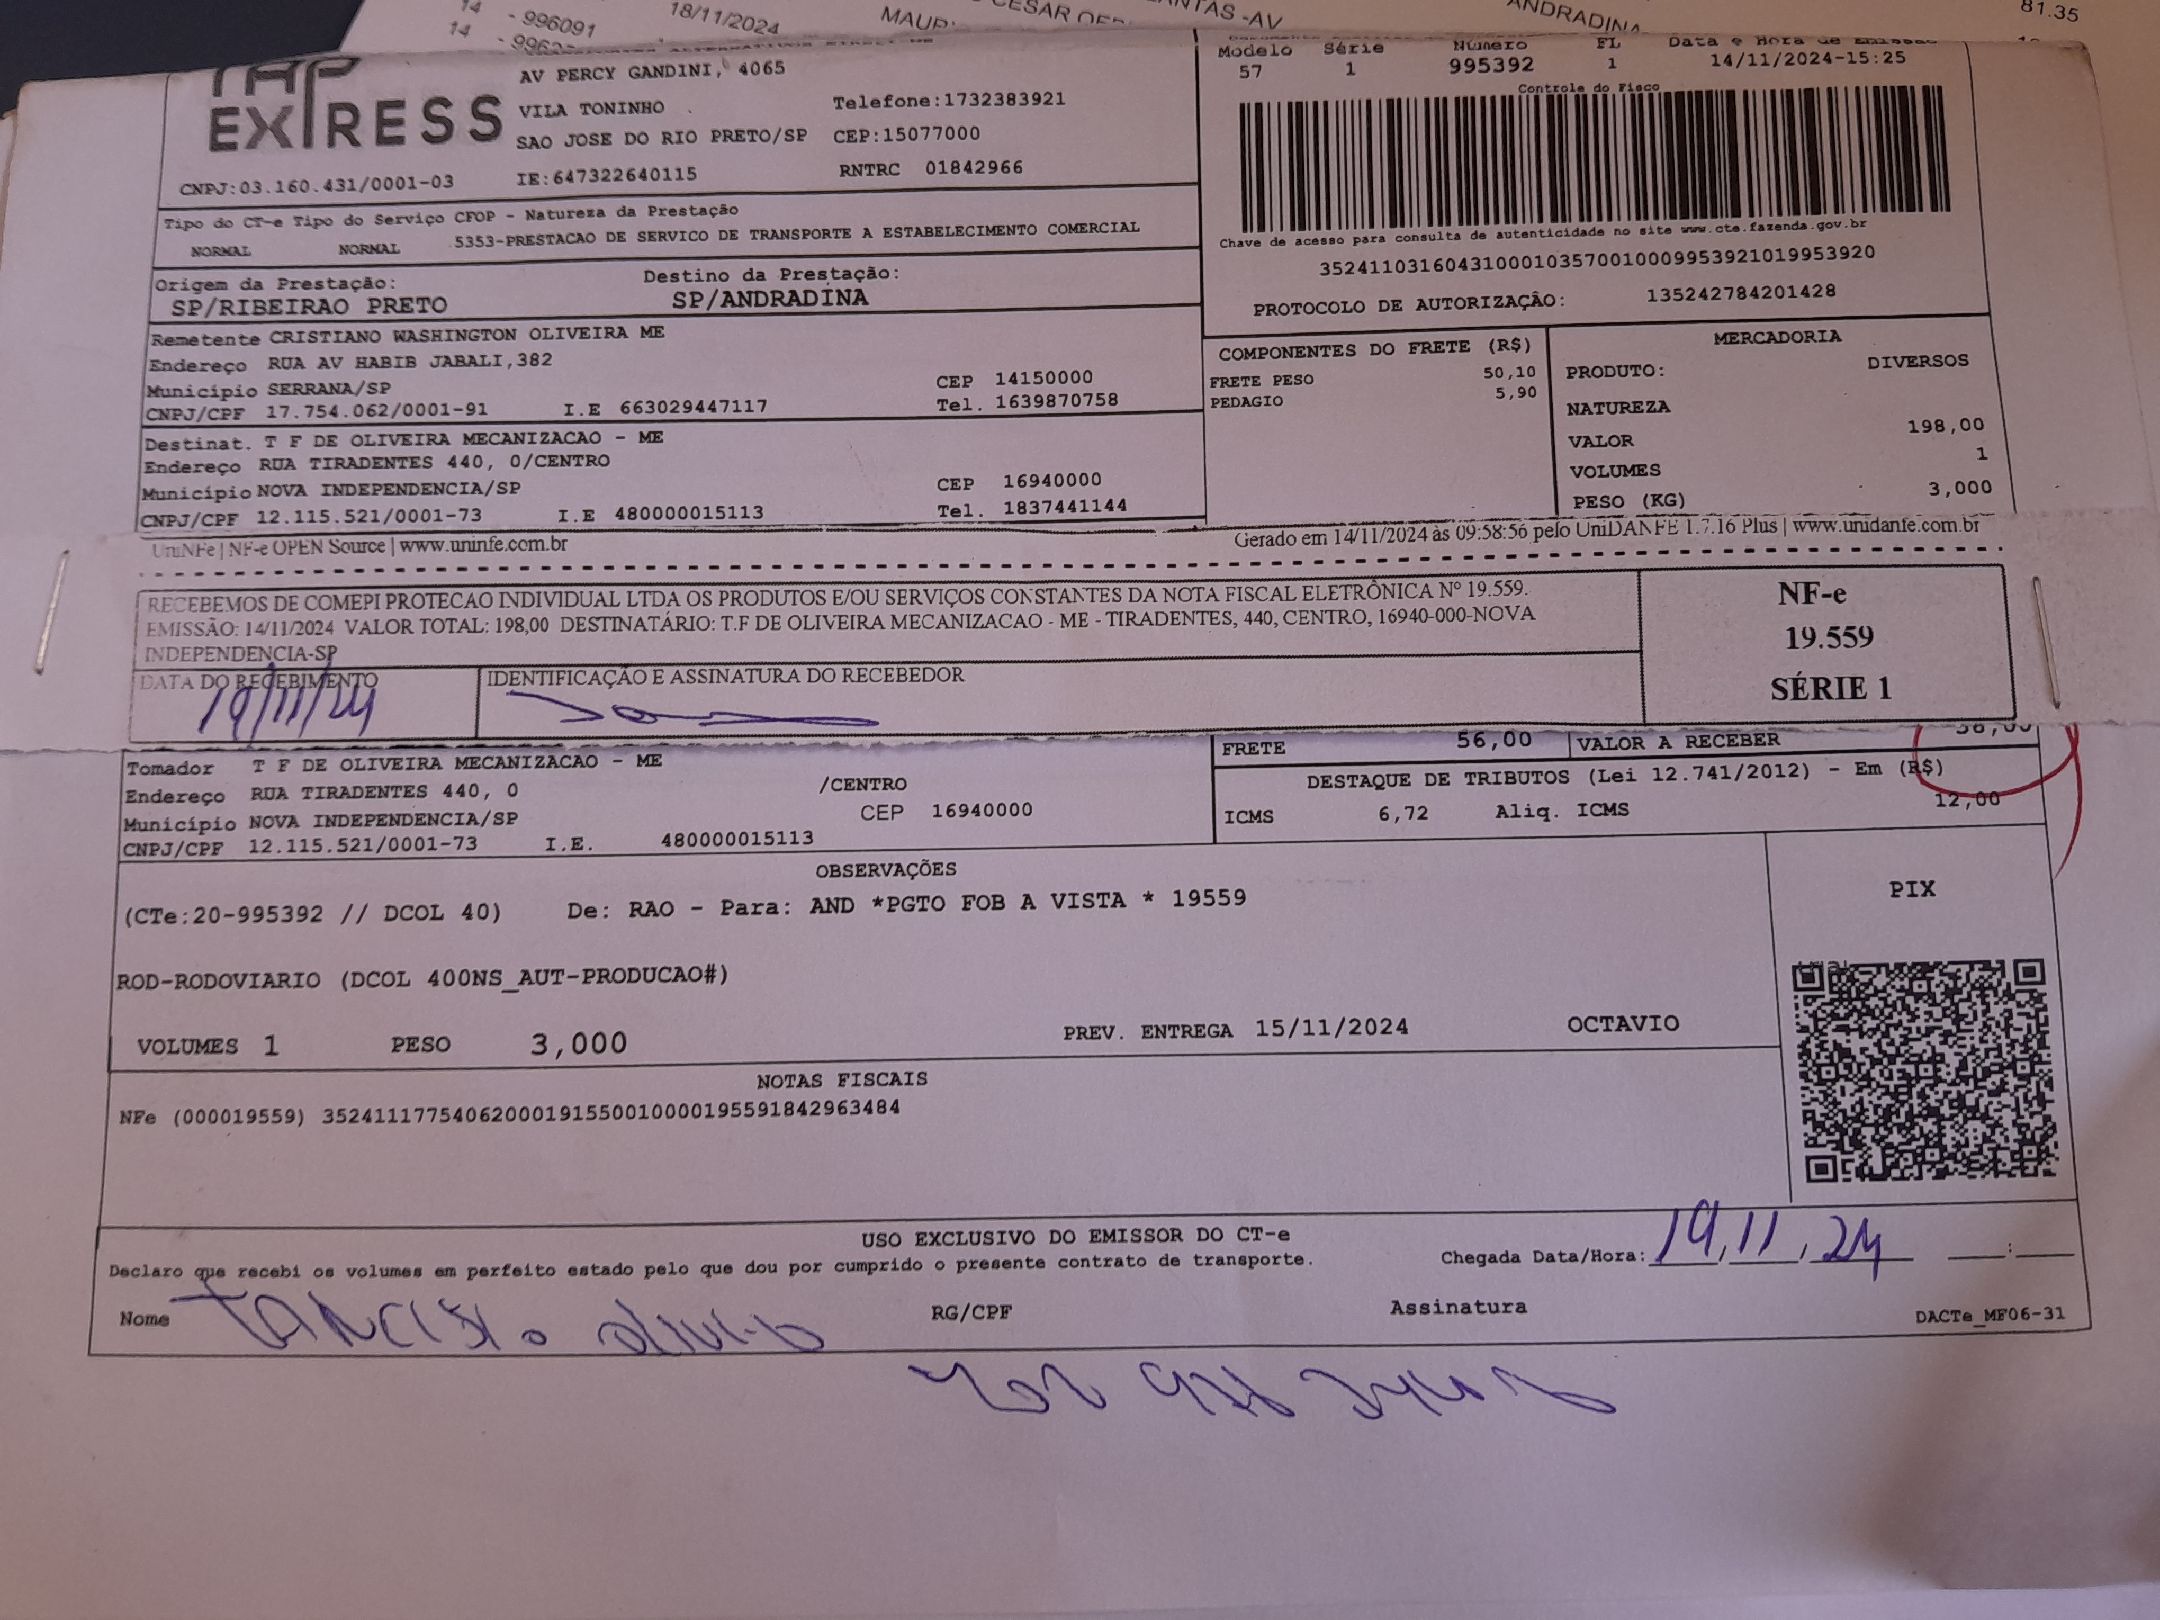 14 - 996091 18/11/2024 ANDRADINA 81.35
14
TAP EXPRESS
AV PERCY GANDINI, 4065
VILA TONINHO Telefone:1732383921
SAO JOSE DO RIO PRETO/SP CEP:15077000
CNPJ:03.160.431/0001-03 IE:647322640115 RNTRC 01842966
Modelo Série Número FL Data e Hora de Emissão
57 1 995392 1 14/11/2024-15:25
Controle do Fisco
Chave de acesso para consulta de autenticidade no site www.cte.fazenda.gov.br
35241103160431000103570010009953921019953920
PROTOCOLO DE AUTORIZAÇÃO: 135242784201428
Tipo do CT-e Tipo do Serviço CFOP - Natureza da Prestação
NORMAL NORMAL 5353-PRESTACAO DE SERVICO DE TRANSPORTE A ESTABELECIMENTO COMERCIAL
Origem da Prestação: Destino da Prestação:
SP/RIBEIRAO PRETO SP/ANDRADINA
Remetente CRISTIANO WASHINGTON OLIVEIRA ME
Endereço RUA AV HABIB JABALI,382
Município SERRANA/SP CEP 14150000
CNPJ/CPF 17.754.062/0001-91 I.E 663029447117 Tel. 1639870758
Destinat. T F DE OLIVEIRA MECANIZACAO - ME
Endereço RUA TIRADENTES 440, 0/CENTRO
Município NOVA INDEPENDENCIA/SP CEP 16940000
CNPJ/CPF 12.115.521/0001-73 I.E 480000015113 Tel. 1837441144
COMPONENTES DO FRETE (R$)
FRETE PESO 50,10
PEDAGIO 5,90
MERCADORIA
PRODUTO: DIVERSOS
NATUREZA
VALOR 198,00
VOLUMES 1
PESO (KG) 3,000
UniNFe | NF-e OPEN Source | www.uninfe.com.br Gerado em 14/11/2024 às 09:58:56 pelo UniDANFE 1.7.16 Plus | www.unidanfe.com.br
RECEBEMOS DE COMEPI PROTECAO INDIVIDUAL LTDA OS PRODUTOS E/OU SERVIÇOS CONSTANTES DA NOTA FISCAL ELETRÔNICA Nº 19.559.
EMISSÃO: 14/11/2024 VALOR TOTAL: 198,00 DESTINATÁRIO: T.F DE OLIVEIRA MECANIZACAO - ME - TIRADENTES, 440, CENTRO, 16940-000-NOVA
INDEPENDENCIA-SP
DATA DO RECEBIMENTO IDENTIFICAÇÃO E ASSINATURA DO RECEBEDOR
19/11/24
NF-e
19.559
SÉRIE 1
FRETE 56,00 VALOR A RECEBER 56,00
Tomador T F DE OLIVEIRA MECANIZACAO - ME
Endereço RUA TIRADENTES 440, 0 /CENTRO
Município NOVA INDEPENDENCIA/SP CEP 16940000
CNPJ/CPF 12.115.521/0001-73 I.E. 480000015113
DESTAQUE DE TRIBUTOS (Lei 12.741/2012) - Em (R$)
ICMS 6,72 Aliq. ICMS 12,00
OBSERVAÇÕES
(CTe:20-995392 // DCOL 40) De: RAO - Para: AND *PGTO FOB A VISTA * 19559
ROD-RODOVIARIO (DCOL 400NS_AUT-PRODUCAO#)
VOLUMES 1 PESO 3,000 PREV. ENTREGA 15/11/2024 OCTAVIO
PIX
NOTAS FISCAIS
NFe (000019559) 35241117754062000191550010000195591842963484
USO EXCLUSIVO DO EMISSOR DO CT-e
Declaro que recebi os volumes em perfeito estado pelo que dou por cumprido o presente contrato de transporte.
Chegada Data/Hora: 19, 11, 24 :
Nome RG/CPF Assinatura DACTe_MF06-31